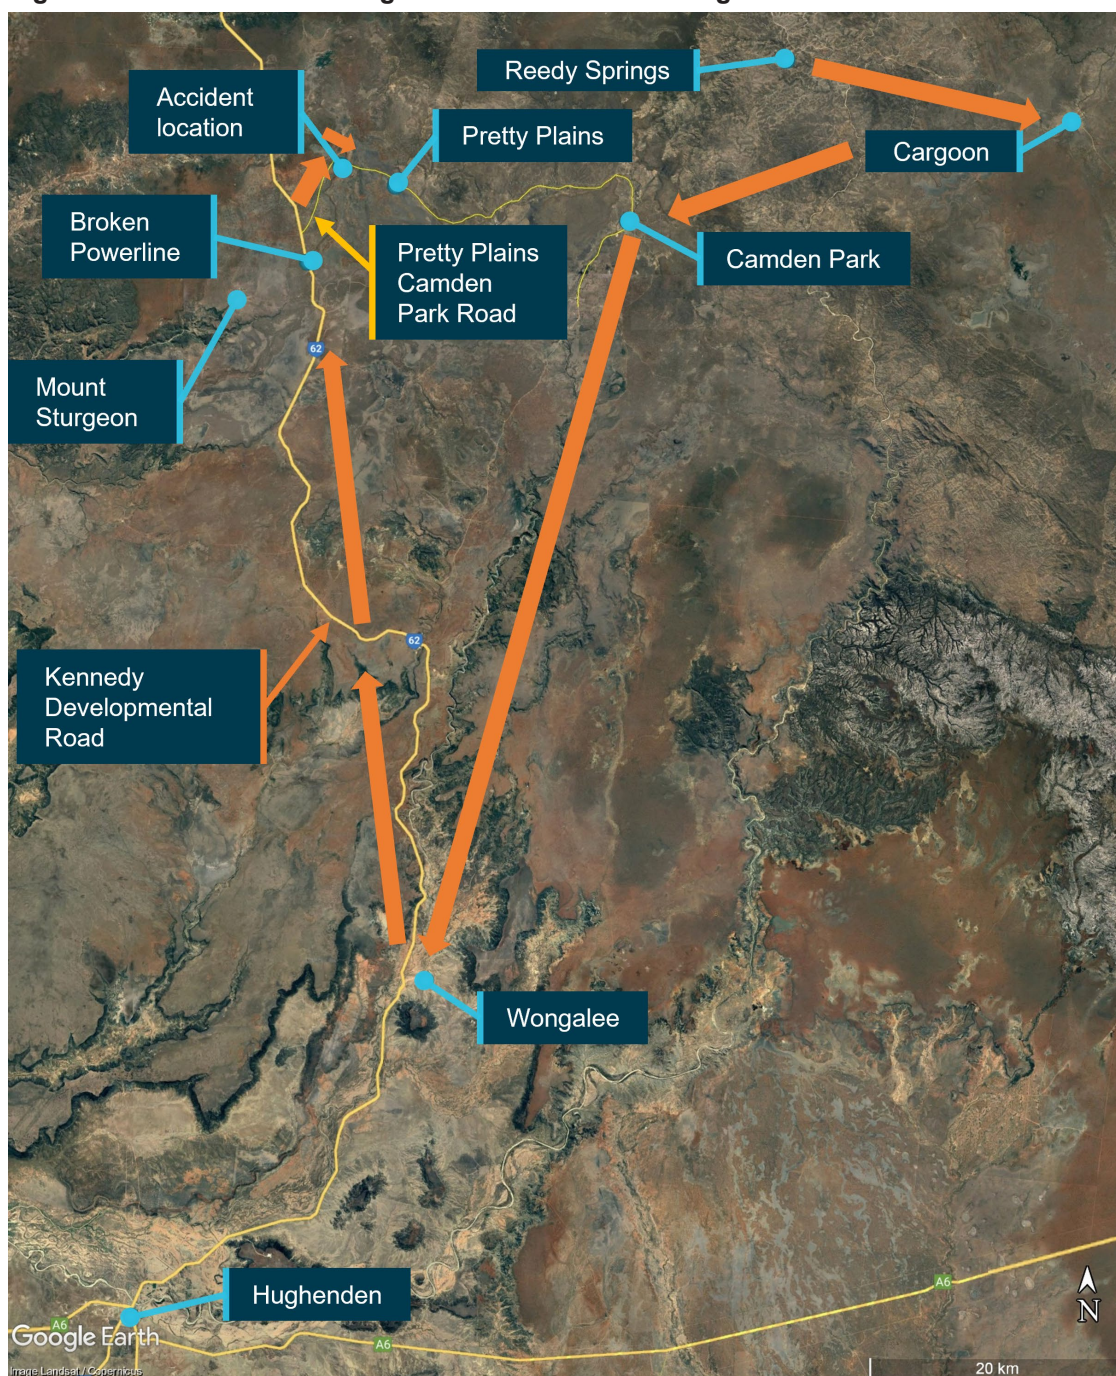 Reedy Springs
Accident
location
Pretty Plains
Cargoon
Broken
Powerline
Pretty Plains
Camden
Park Road
Camden Park
62
Mount
Sturgeon
62
Kennedy
Developmental
Road
Wongalee
Hughenden
A6
A6
A6
N
Google Earth
Image Landsat / Copernicus
20 km